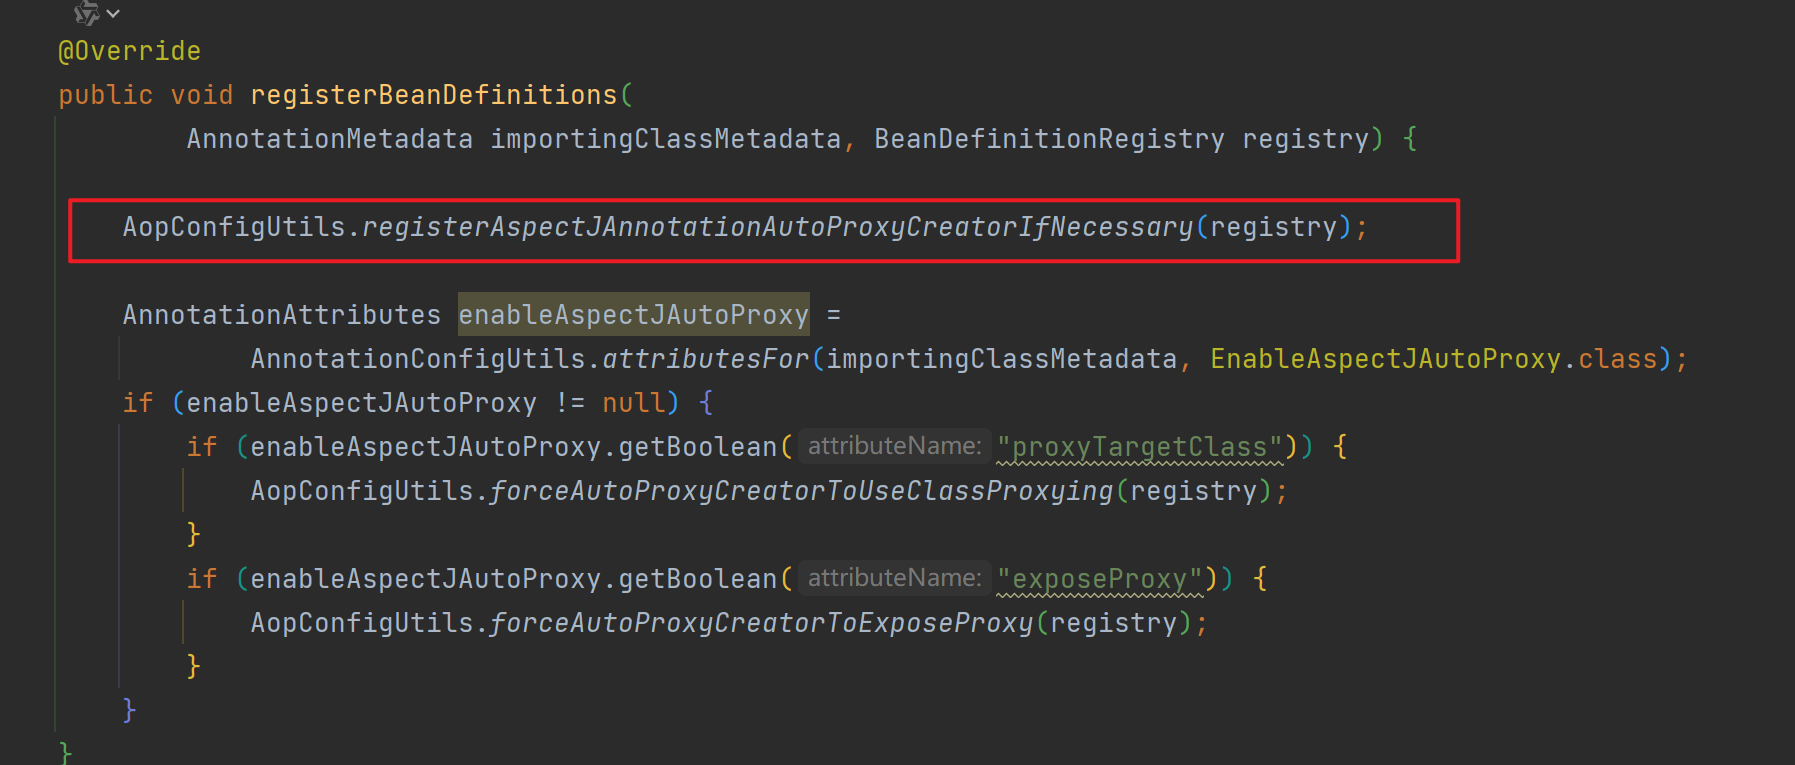 @Override
public void registerBeanDefinitions(
AnnotationMetadata importingClassMetadata, BeanDefinitionRegistry registry) {
AopConfigUtils.registerAspectJAnnotationAutoProxyCreatorIfNecessary(registry);
AnnotationAttributes enableAspectJAutoProxy =
AnnotationConfigUtils.attributesFor(importingClassMetadata, EnableAspectJAutoProxy.class);
if (enableAspectJAutoProxy != null) {
if (enableAspectJAutoProxy.getBoolean( attributeName: "proxyTargetClass")) {
AopConfigUtils.forceAutoProxyCreatorToUseClassProxying(registry);
}
if (enableAspectJAutoProxy.getBoolean( attributeName: "exposeProxy")) {
AopConfigUtils.forceAutoProxyCreatorToExposeProxy(registry);
}
}
}